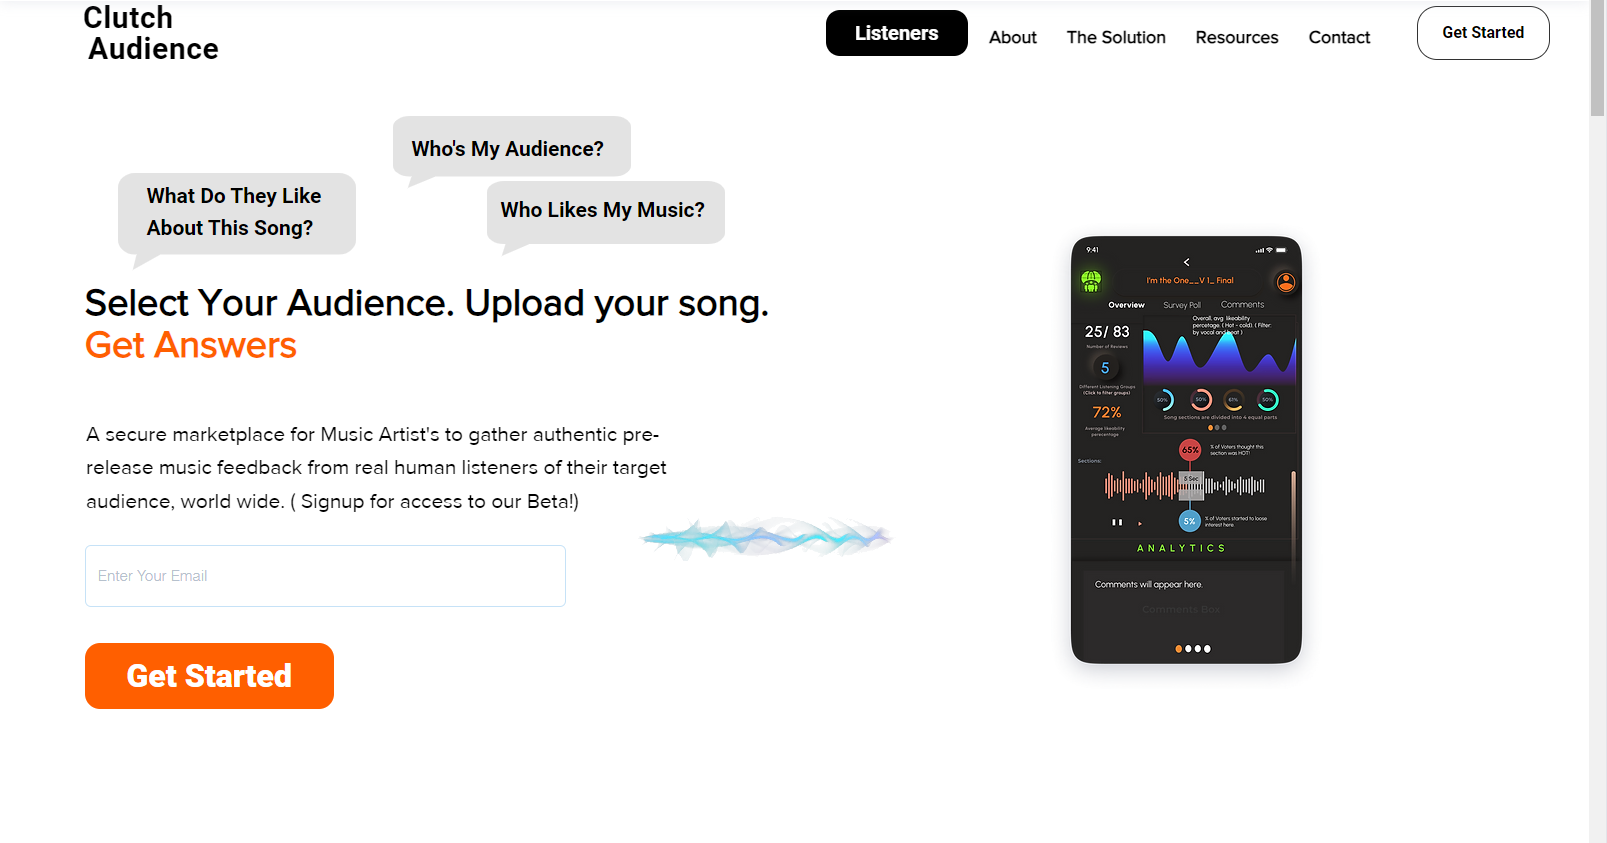 Clutch
Audience
Listeners
About
The Solution
Resources
Contact
Get Started
Who's My Audience?
What Do They Like
About This Song?
Who Likes My Music?
Select Your Audience. Upload your song.
Get Answers
A secure marketplace for Music Artist's to gather authentic pre-
release music feedback from real human listeners of their target
audience, world wide. ( Signup for access to our Beta!)
Enter Your Email
Get Started
9:41
I'm the One__V 1_ Final
Overview
Survey Poll
Comments
Overall, avg likeability
percetage. ( Hot - cold). ( Filter:
by vocal and beat )
25/ 83
Number of Reviews
5
Different Listening Groups
(Click to filter groups)
72%
Average likeability
percentage
50%
50%
61%
50%
Song sections are divided into 4 equal parts
65%
% of Voters thought this
section was HOT!
Sections:
5 Sec
5%
% of Voters started to loose
interest here.
ANALYTICS
Comments will appear here.
Comments Box